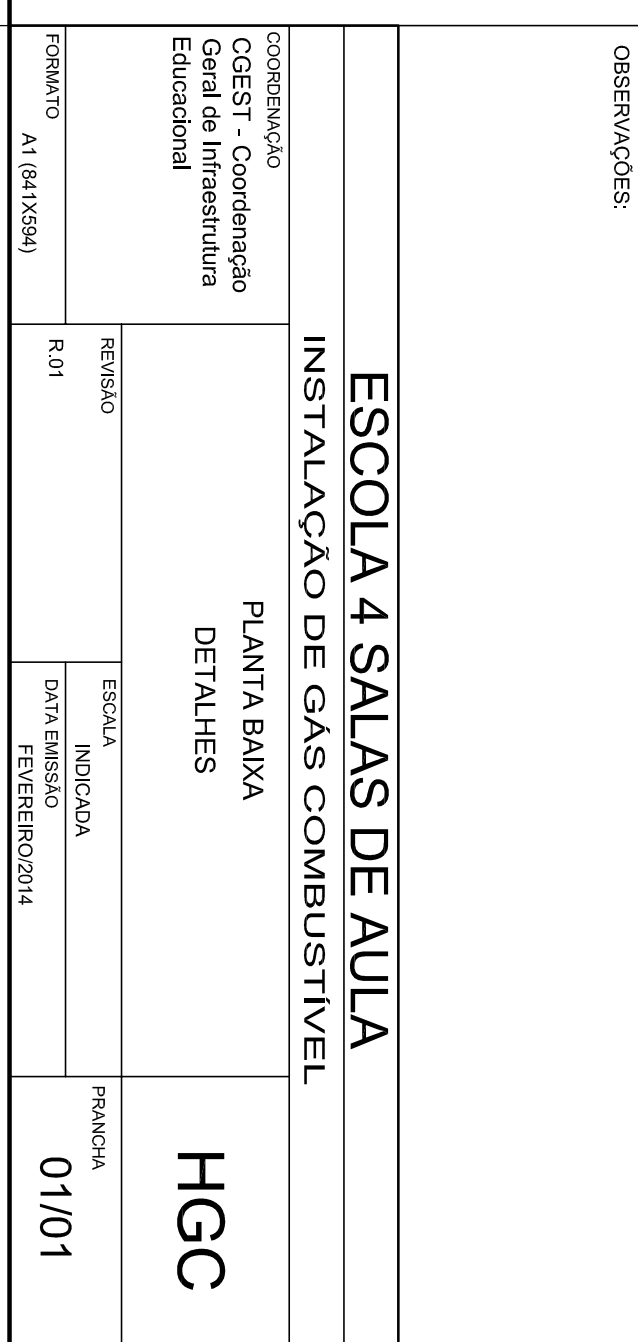 OBSERVAÇÕES:
ESCOLA 4 SALAS DE AULA
INSTALAÇÃO DE GÁS COMBUSTÍVEL
COORDENAÇÃO
CGEST - Coordenação
Geral de Infraestrutura
Educacional
PLANTA BAIXA
DETALHES
HGC
FORMATO
A1 (841X594)
REVISÃO
R.01
ESCALA
INDICADA
DATA EMISSÃO
FEVEREIRO/2014
PRANCHA
01/01